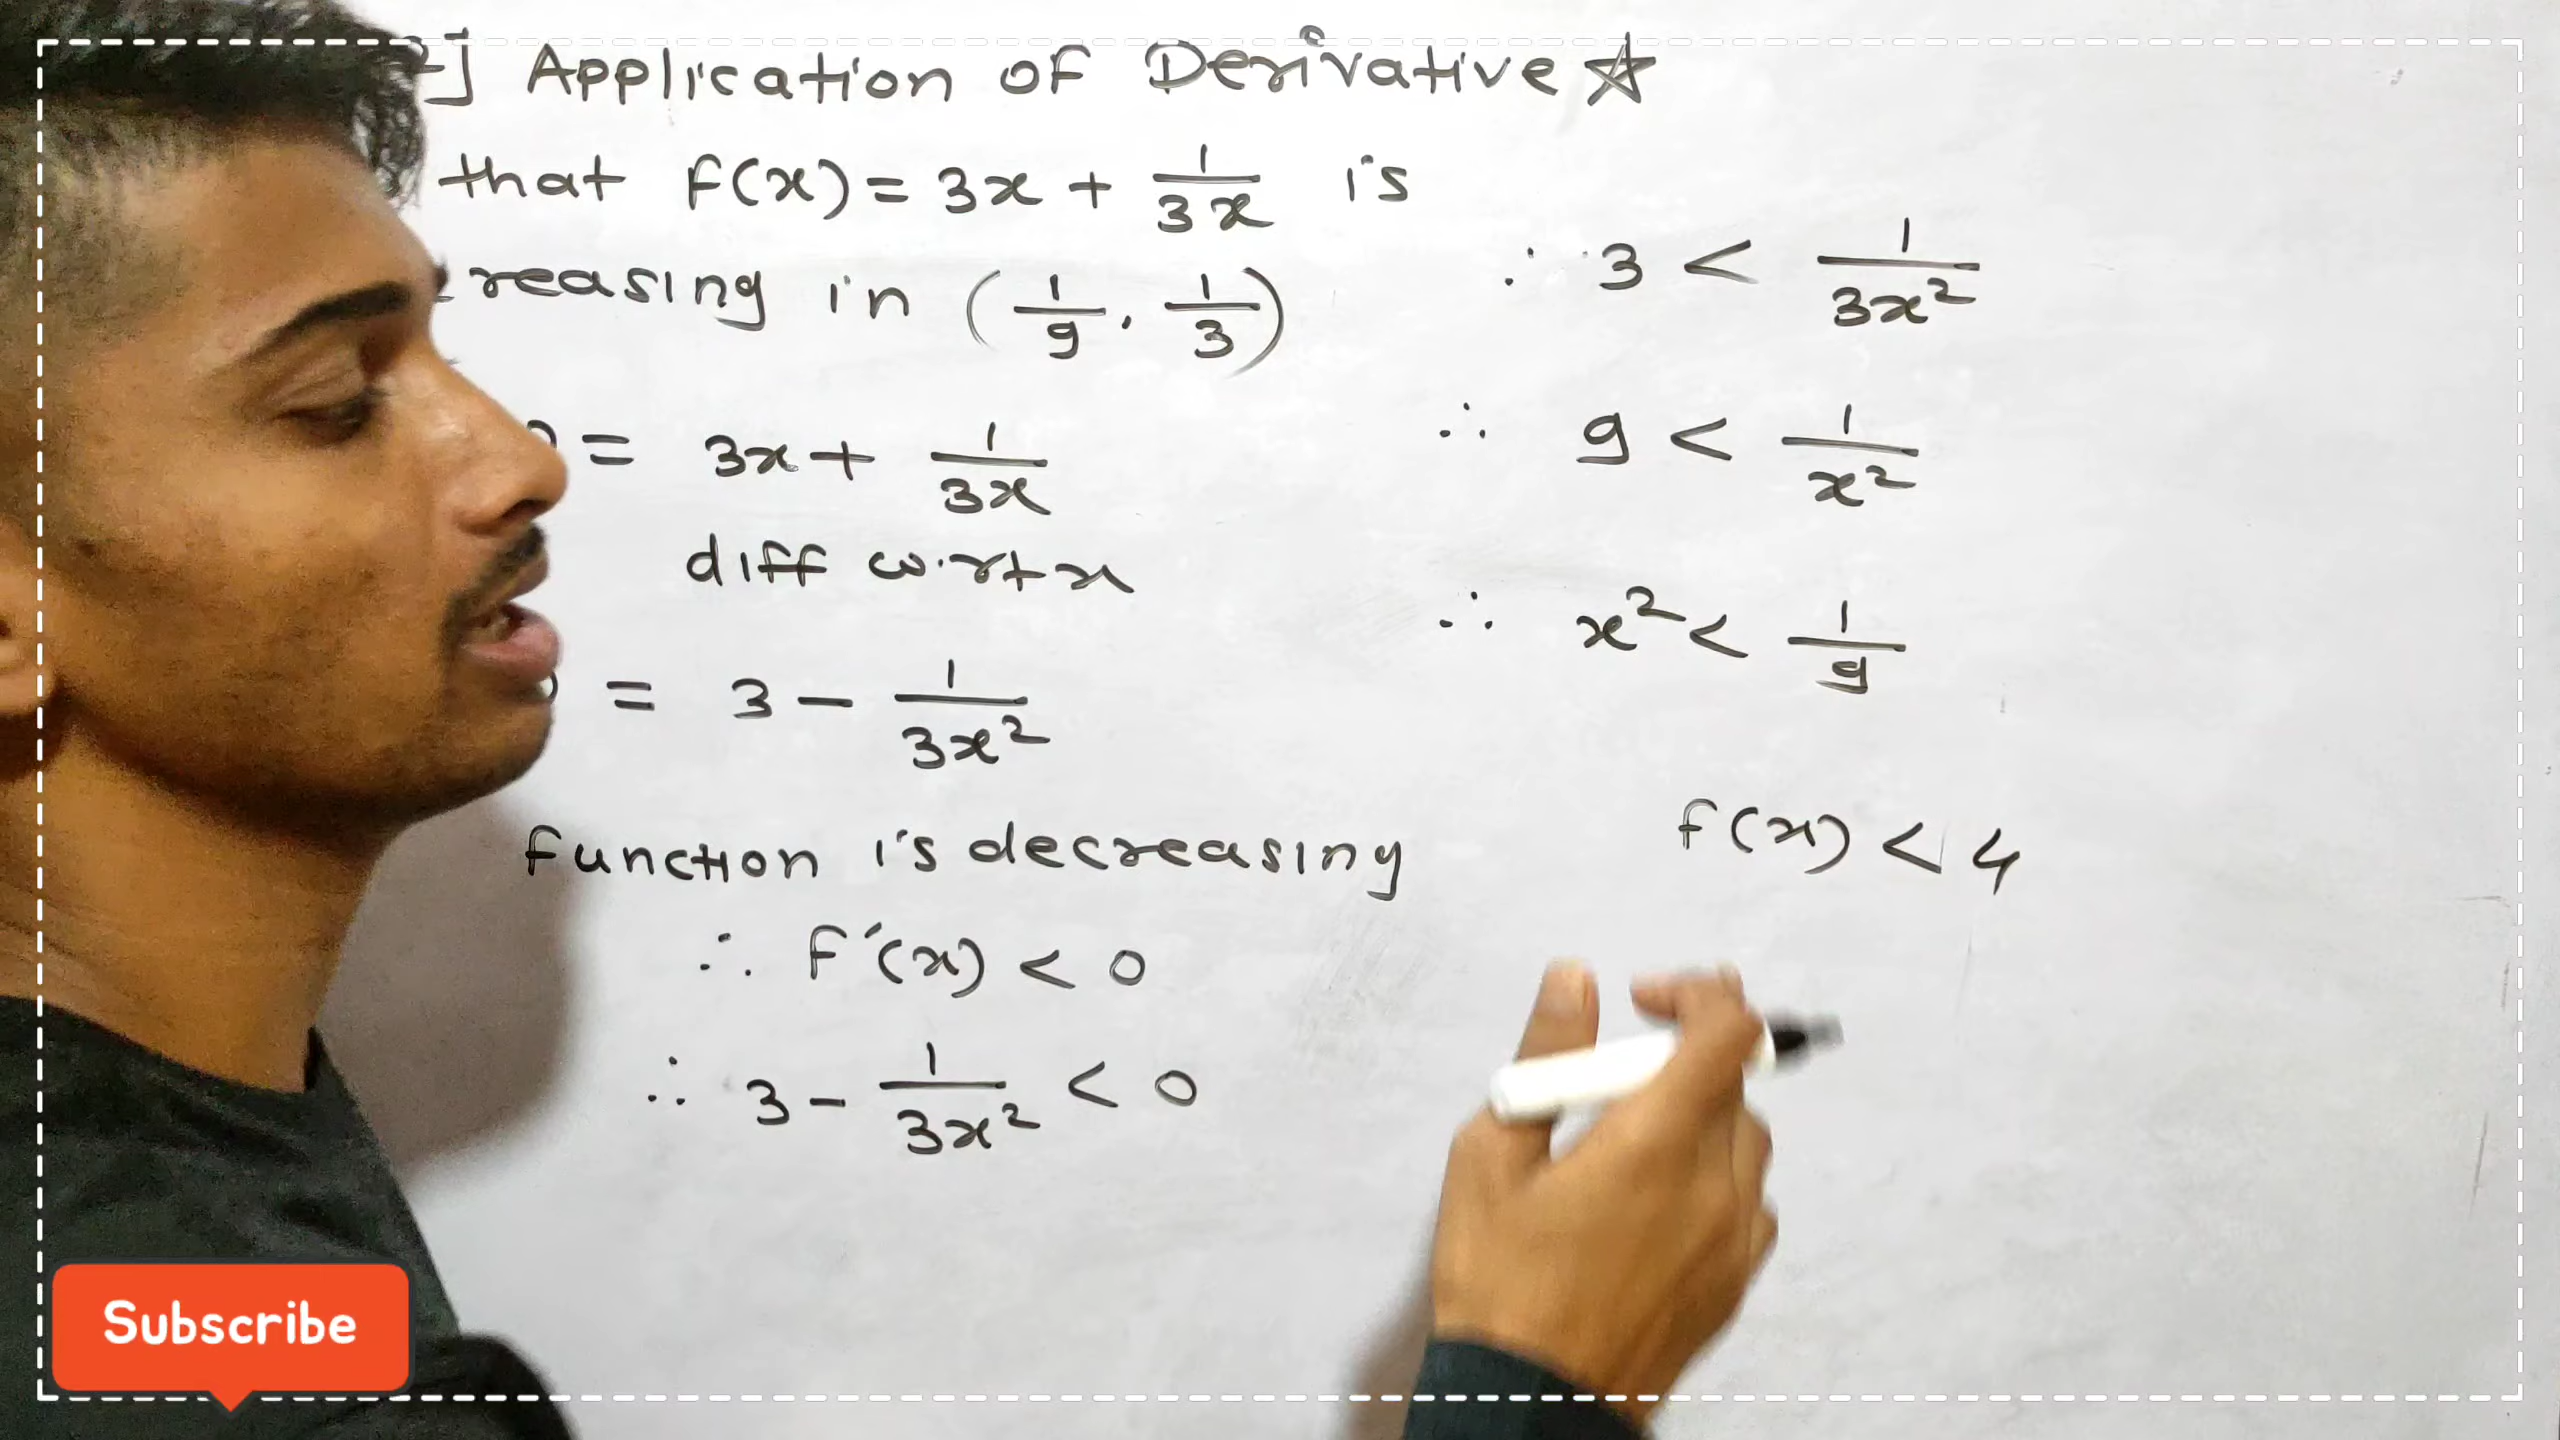 ] Application of Derivative ☆
that f(x) = 3x + 1/3x is
reasing in (1/9, 1/3)
= 3x + 1/3x
diff w.rt x
= 3 - 1/3x²
function is decreasing
∴ f'(x) < 0
∴ 3 - 1/3x² < 0
∴ 3 < 1/3x²
∴ 9 < 1/x²
∴ x² < 1/9
f(x) < 4
Subscribe